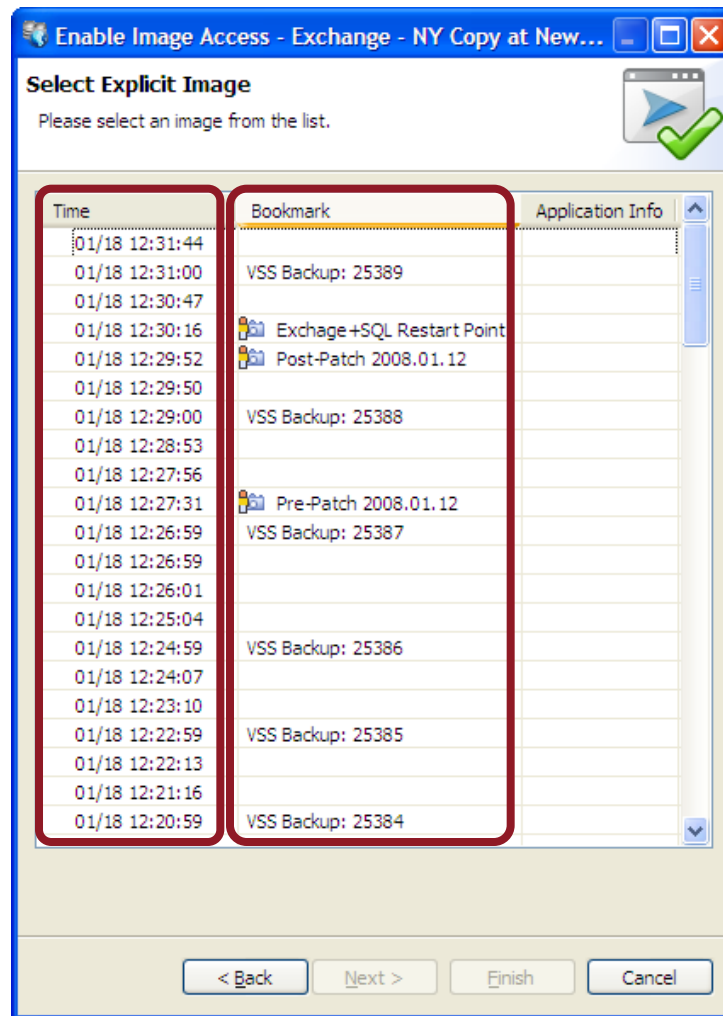 Enable Image Access - Exchange - NY Copy at New...
Select Explicit Image
Please select an image from the list.
Time Bookmark Application Info
01/18 12:31:44
01/18 12:31:00 VSS Backup: 25389
01/18 12:30:47
01/18 12:30:16 Exchage+SQL Restart Point
01/18 12:29:52 Post-Patch 2008.01.12
01/18 12:29:50
01/18 12:29:00 VSS Backup: 25388
01/18 12:28:53
01/18 12:27:56
01/18 12:27:31 Pre-Patch 2008.01.12
01/18 12:26:59 VSS Backup: 25387
01/18 12:26:59
01/18 12:26:01
01/18 12:25:04
01/18 12:24:59 VSS Backup: 25386
01/18 12:24:07
01/18 12:23:10
01/18 12:22:59 VSS Backup: 25385
01/18 12:22:13
01/18 12:21:16
01/18 12:20:59 VSS Backup: 25384
< Back Next > Finish Cancel